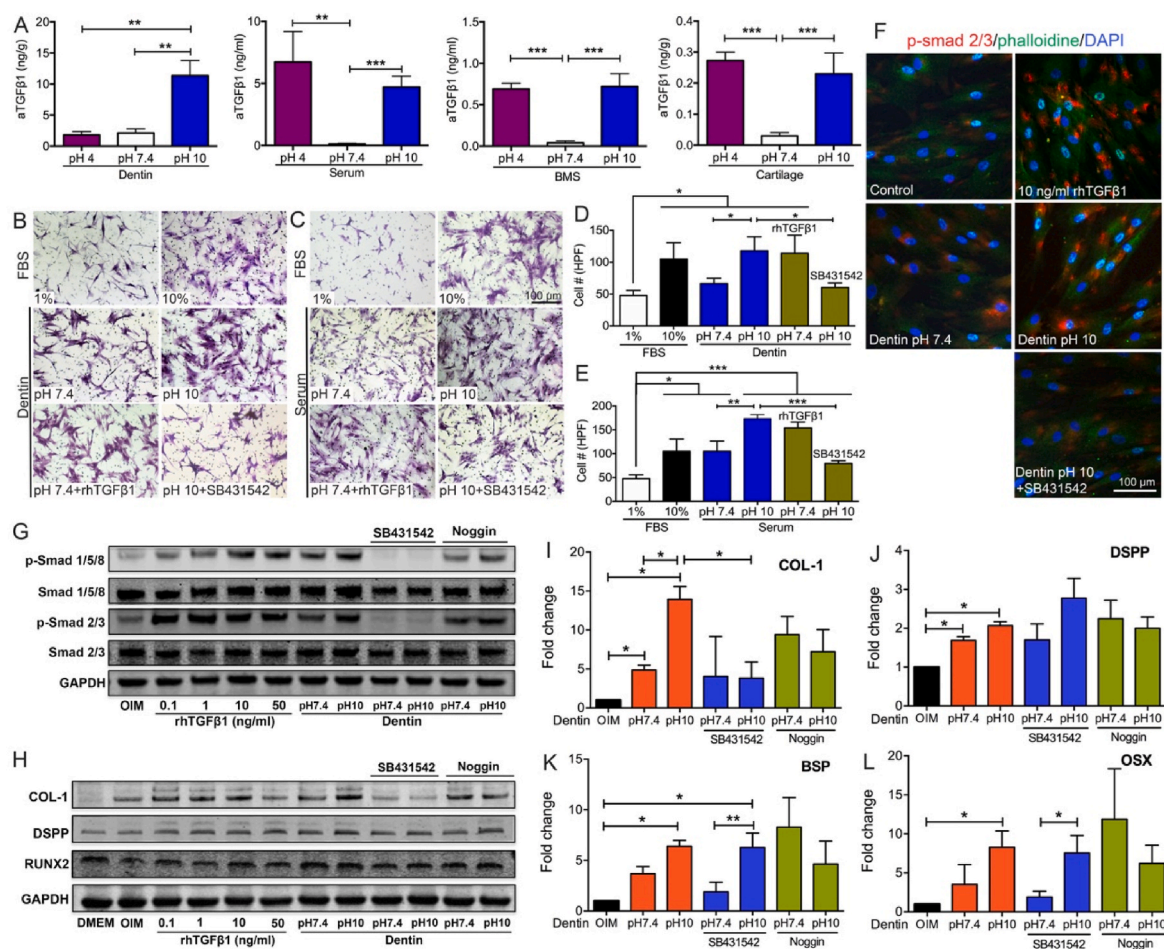 A
aTGFβ1 (ng/g)
20
15
10
5
0
**
**
pH 4 pH 7.4 pH 10
Dentin
aTGFβ1 (ng/ml)
10
5
0
**
***
pH 4 pH 7.4 pH 10
Serum
aTGFβ1 (ng/ml)
1.5
1.0
0.5
0.0
*** ***
pH 4 pH 7.4 pH 10
BMS
aTGFβ1 (ng/g)
0.4
0.3
0.2
0.1
0.0
*** ***
pH 4 pH 7.4 pH 10
Cartilage
B
FBS
1% 10%
Dentin
pH 7.4 pH 10
pH 7.4+rhTGFβ1 pH 10+SB431542
C
FBS
1% 10%
100 µm
Serum
pH 7.4 pH 10
pH 7.4+rhTGFβ1 pH 10+SB431542
D
Cell # (HPF)
150
100
50
0
*
* *
rhTGFβ1
SB431542
1% 10% pH 7.4 pH 10 pH 7.4 pH 10
FBS Dentin
E
Cell # (HPF)
200
150
100
50
0
***
*
** ***
rhTGFβ1
SB431542
1% 10% pH 7.4 pH 10 pH 7.4 pH 10
FBS Serum
F
p-smad 2/3/phalloidine/DAPI
Control
10 ng/ml rhTGFβ1
Dentin pH 7.4
Dentin pH 10
Dentin pH 10
+SB431542
100 µm
G
SB431542 Noggin
p-Smad 1/5/8
Smad 1/5/8
p-Smad 2/3
Smad 2/3
GAPDH
OIM 0.1 1 10 50 pH7.4 pH10 pH7.4 pH10 pH7.4 pH10
rhTGFβ1 (ng/ml) Dentin
H
SB431542 Noggin
COL-1
DSPP
RUNX2
GAPDH
DMEM OIM 0.1 1 10 50 pH7.4 pH10 pH7.4 pH10 pH7.4 pH10
rhTGFβ1 (ng/ml) Dentin
I
COL-1
Fold change
20
15
10
5
0
* *
*
*
Dentin OIM pH7.4 pH10 pH7.4 pH10 pH7.4 pH10
SB431542 Noggin
J
DSPP
Fold change
4
3
2
1
0
*
*
Dentin OIM pH7.4 pH10 pH7.4 pH10 pH7.4 pH10
SB431542 Noggin
K
BSP
Fold change
15
10
5
0
*
* **
Dentin OIM pH7.4 pH10 pH7.4 pH10 pH7.4 pH10
SB431542 Noggin
L
OSX
Fold change
20
15
10
5
0
* *
Dentin OIM pH7.4 pH10 pH7.4 pH10 pH7.4 pH10
SB431542 Noggin